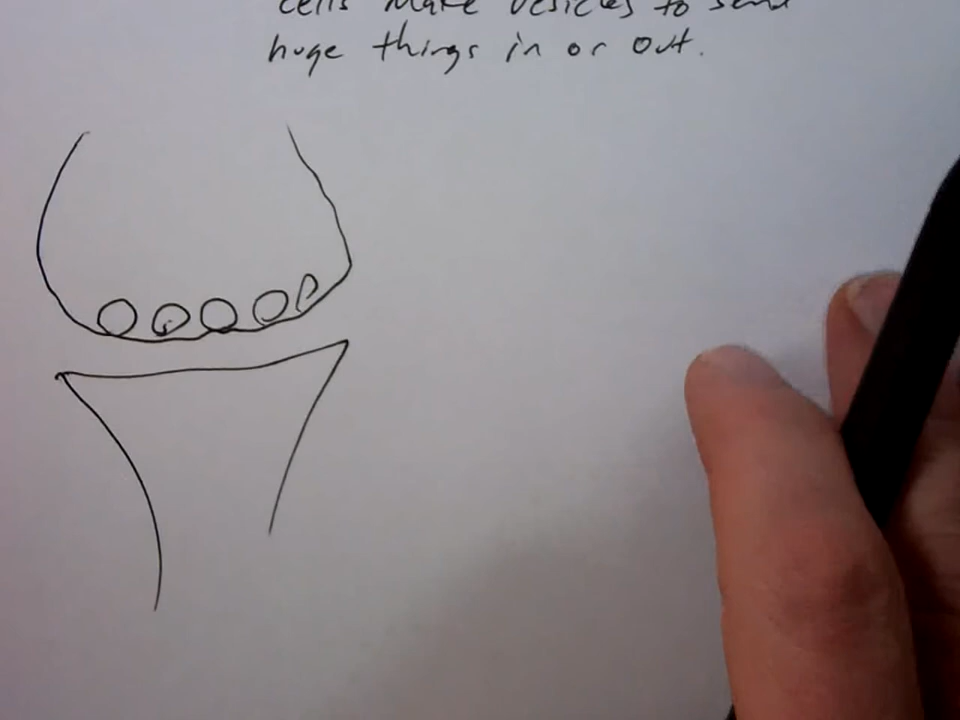 cells make vesicles to send
huge things in or out.